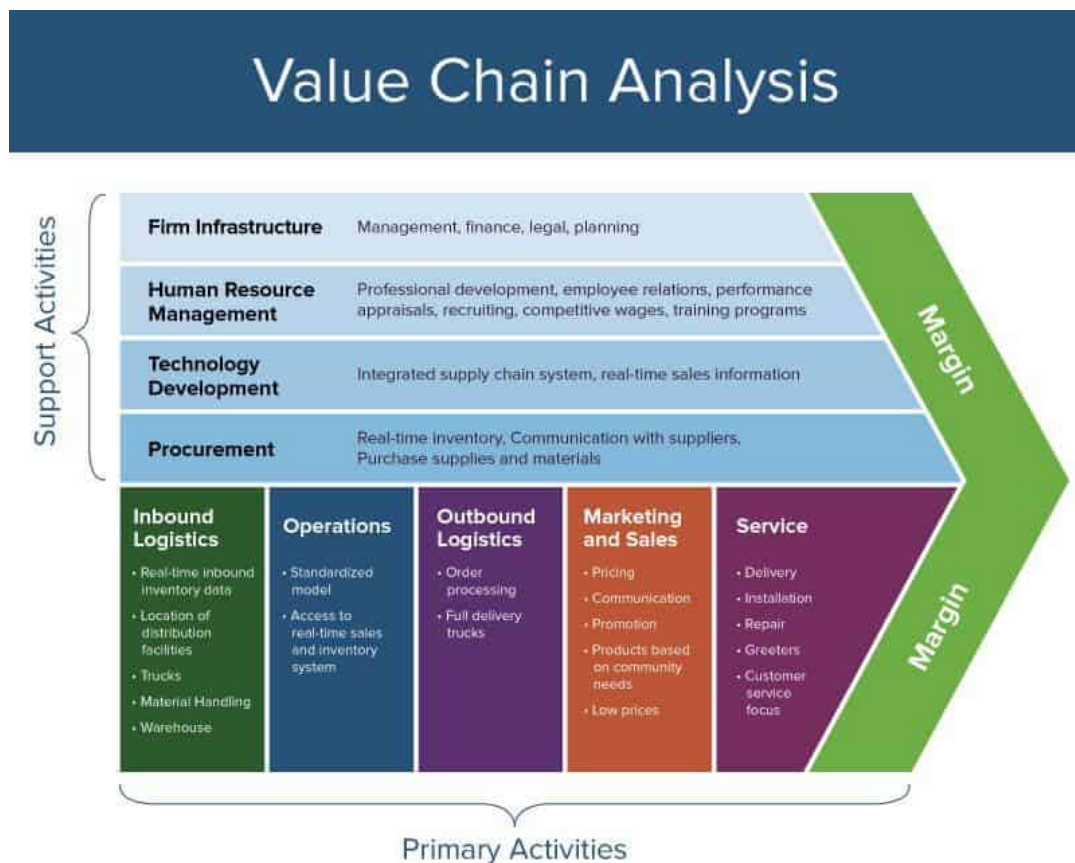 Value Chain Analysis
Support Activities
Firm Infrastructure
Management, finance, legal, planning
Human Resource
Management
Professional development, employee relations, performance
appraisals, recruiting, competitive wages, training programs
Technology
Development
Integrated supply chain system, real-time sales information
Procurement
Real-time inventory, Communication with suppliers,
Purchase supplies and materials
Margin
Inbound
Logistics
• Real-time inbound
inventory data
• Location of
distribution
facilities
• Trucks
• Material Handling
• Warehouse
Operations
• Standardized
model
• Access to
real-time sales
and inventory
system
Outbound
Logistics
• Order
processing
• Full delivery
trucks
Marketing
and Sales
• Pricing
• Communication
• Promotion
• Products based
on community
needs
• Low prices
Service
• Delivery
• Installation
• Repair
• Greeters
• Customer
service
focus
Margin
Primary Activities